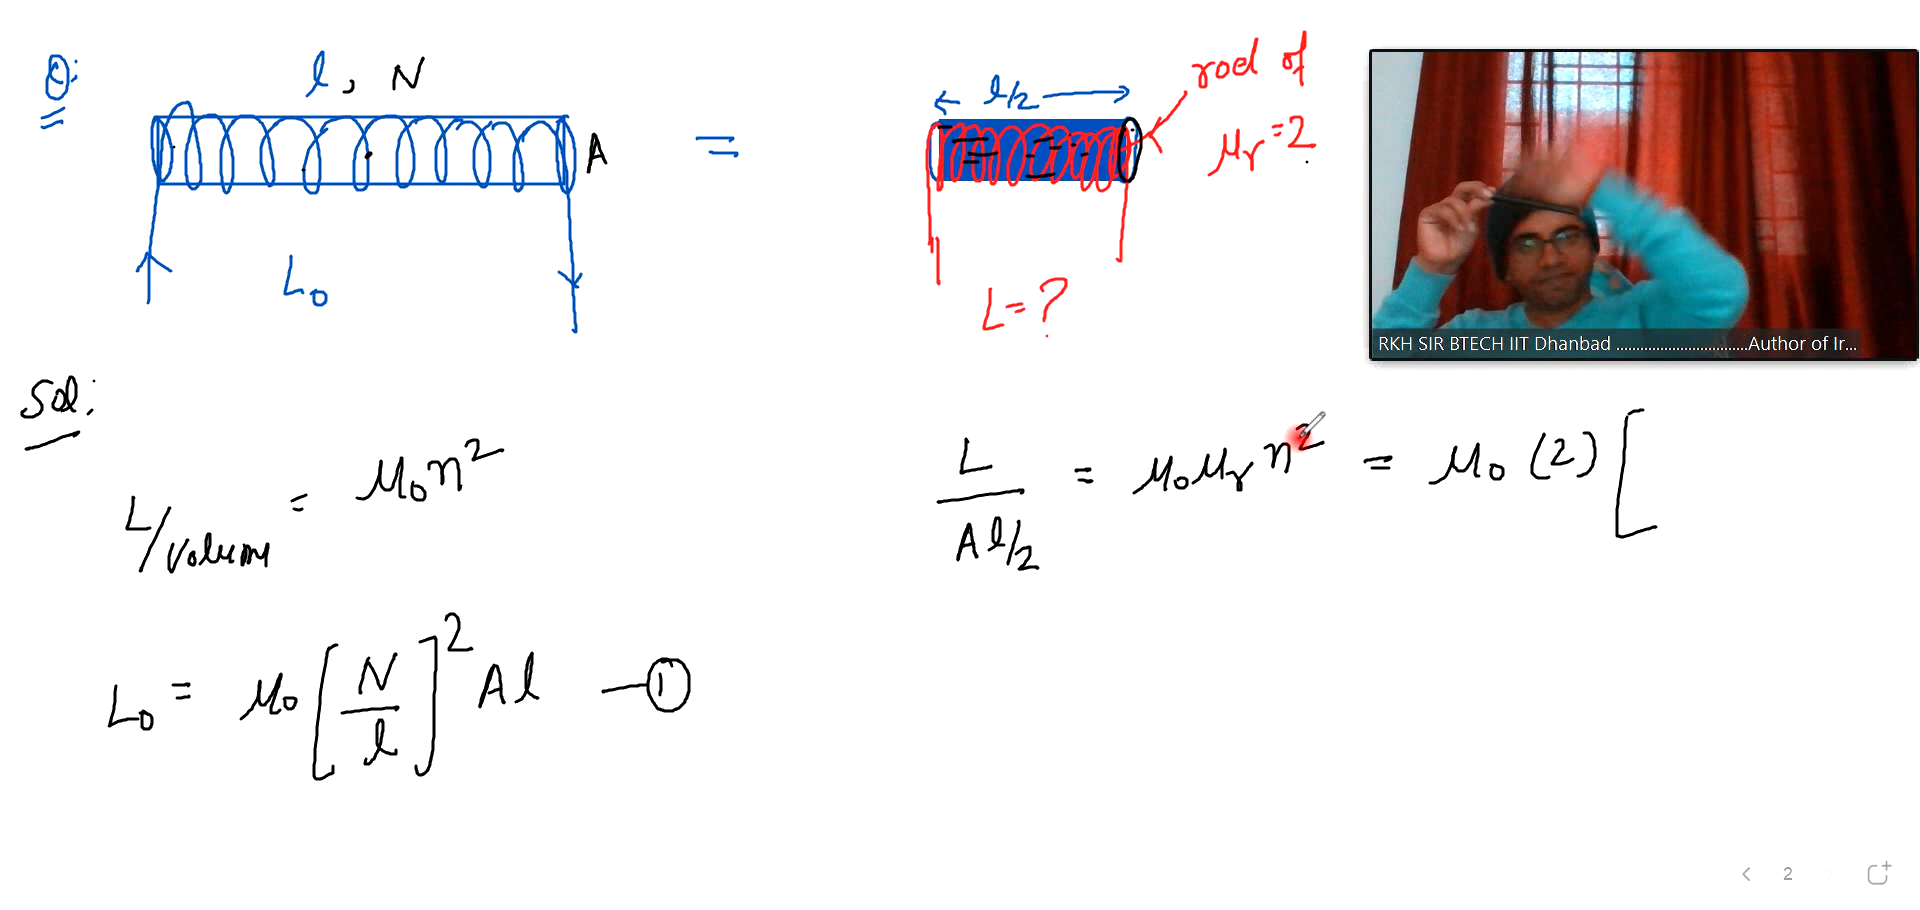 Q:
l, N
A
=
L₀
l/2
rod of
μr = 2
L = ?
RKH SIR BTECH IIT Dhanbad ................................Author of Ir...
Sol:
L/volume = μ₀n²
L₀ = μ₀ [N/l]² Al —①
L/(Al/2) = μ₀μr n² = μ₀ (2) [
2